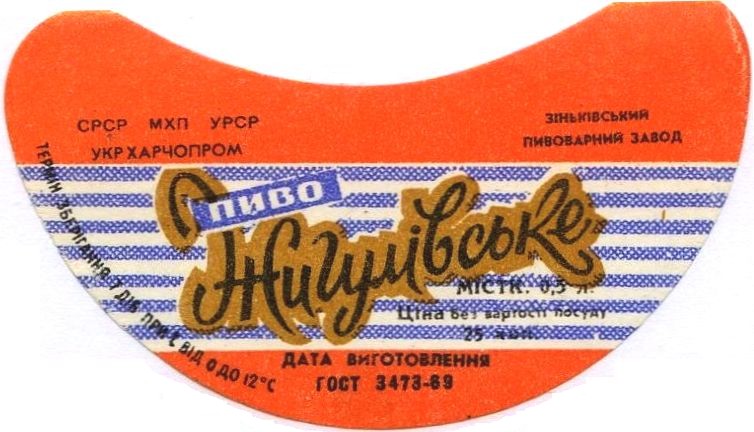 СРСР МХП УРСР
УКРХАРЧОПРОМ
ЗІНЬКІВСЬКИЙ
ПИВОВАРНИЙ ЗАВОД
ПИВО
Жигулівське
МІСТК. 0,5 л.
Ціна без вартості посуду
25 коп.
ТЕРМІН ЗБЕРІГАННЯ 7 ДІБ ПРИ t ВІД 0 ДО 12°С
ДАТА ВИГОТОВЛЕННЯ
ГОСТ 3473-69